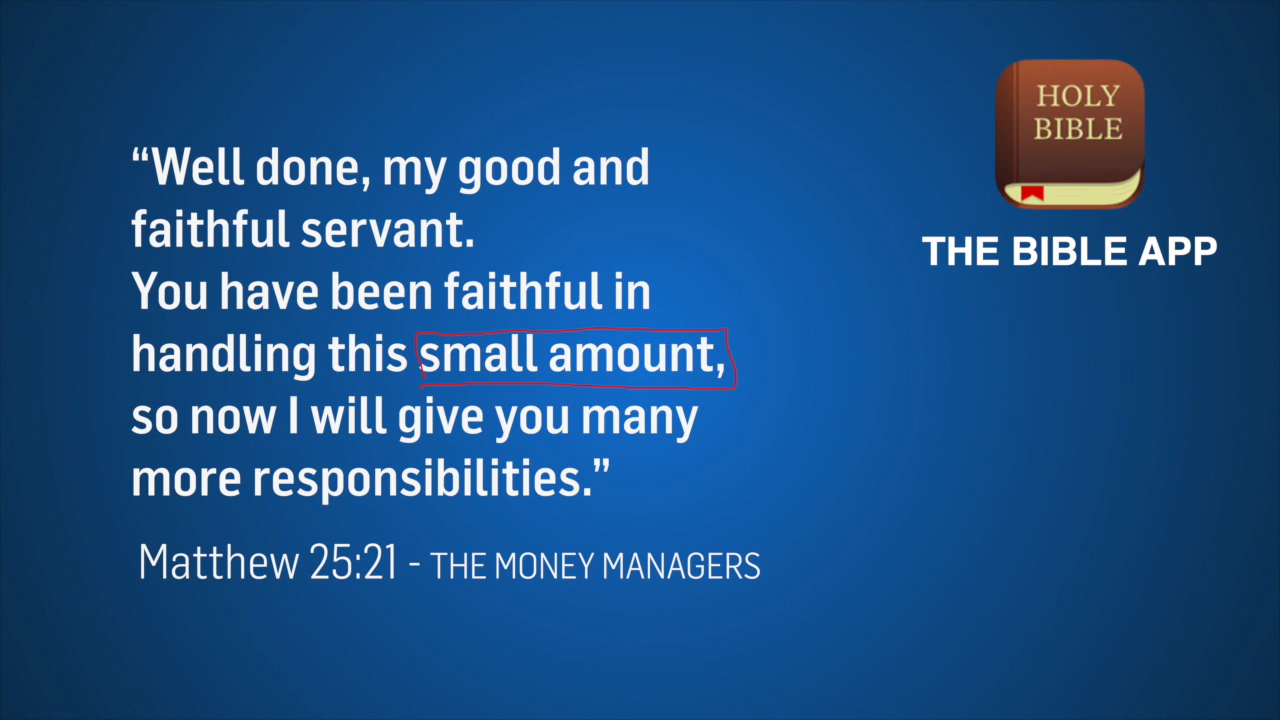 “Well done, my good and
faithful servant.
You have been faithful in
handling this small amount,
so now I will give you many
more responsibilities.”
Matthew 25:21 - THE MONEY MANAGERS
HOLY
BIBLE
THE BIBLE APP